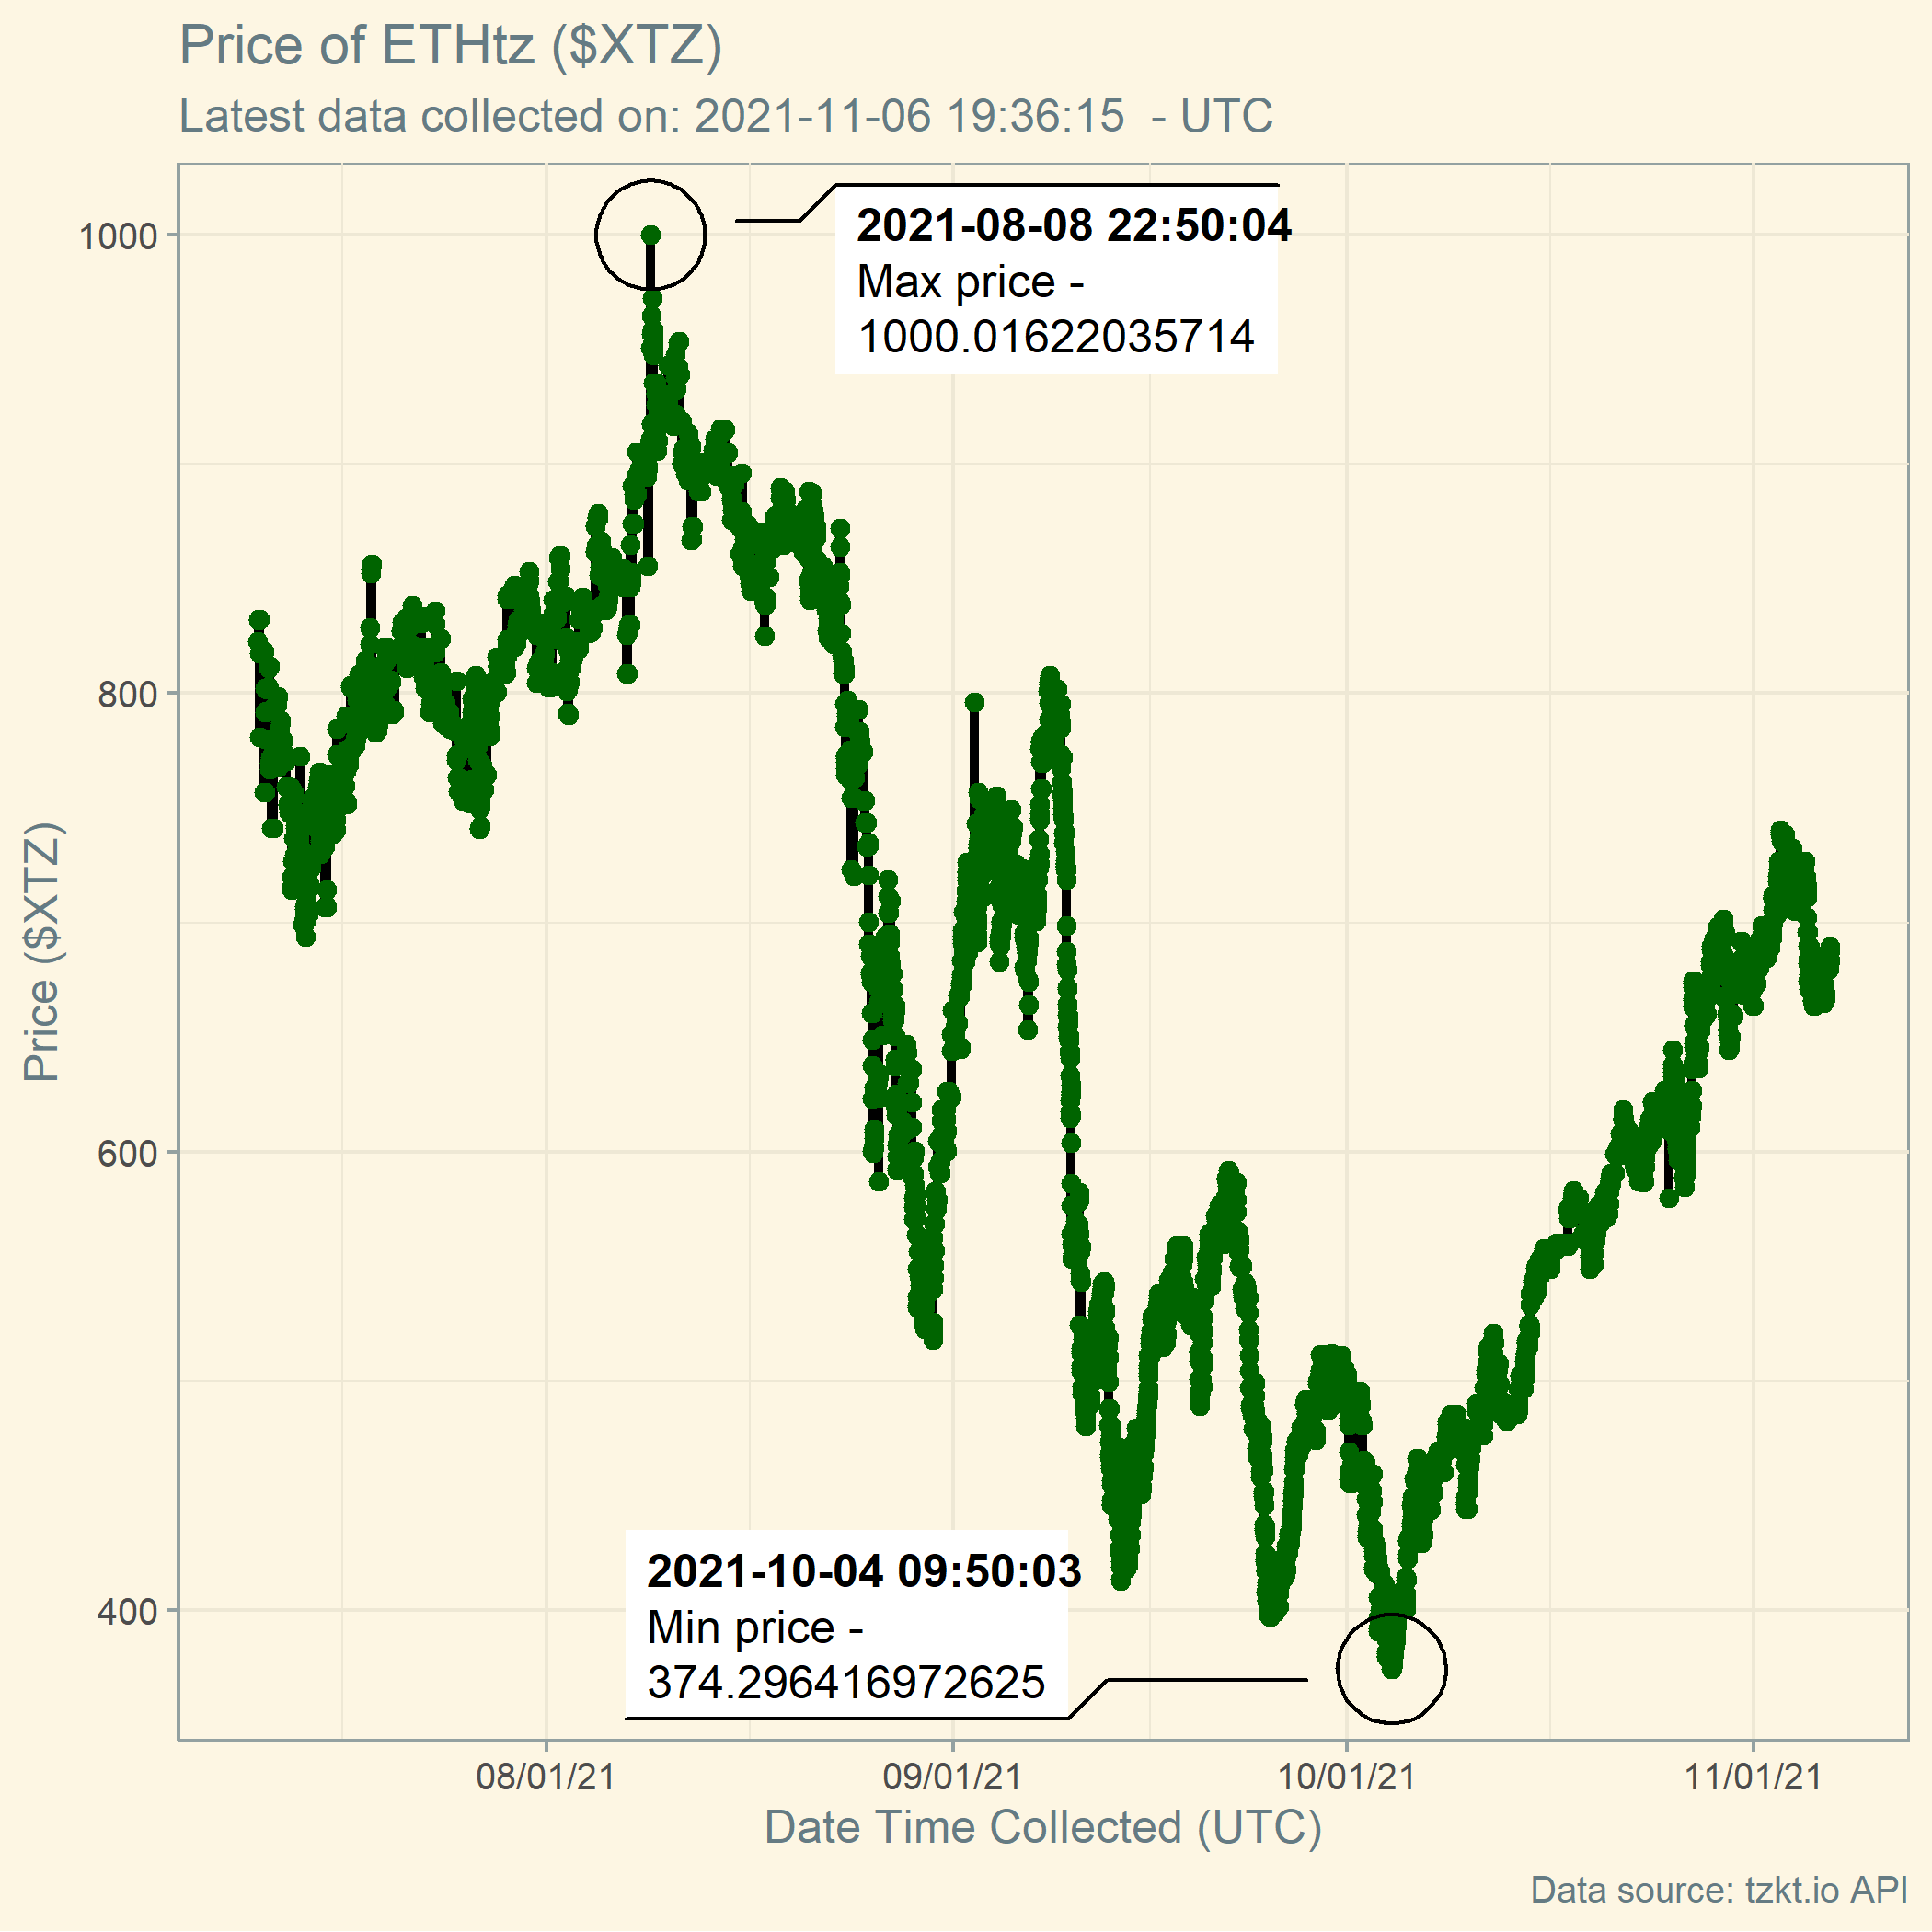 Price of ETHtz ($XTZ)
Latest data collected on: 2021-11-06 19:36:15  - UTC
2021-08-08 22:50:04
Max price -
1000.01622035714
1000
800
600
400
Price ($XTZ)
2021-10-04 09:50:03
Min price -
374.296416972625
08/01/21
09/01/21
10/01/21
11/01/21
Date Time Collected (UTC)
Data source: tzkt.io API